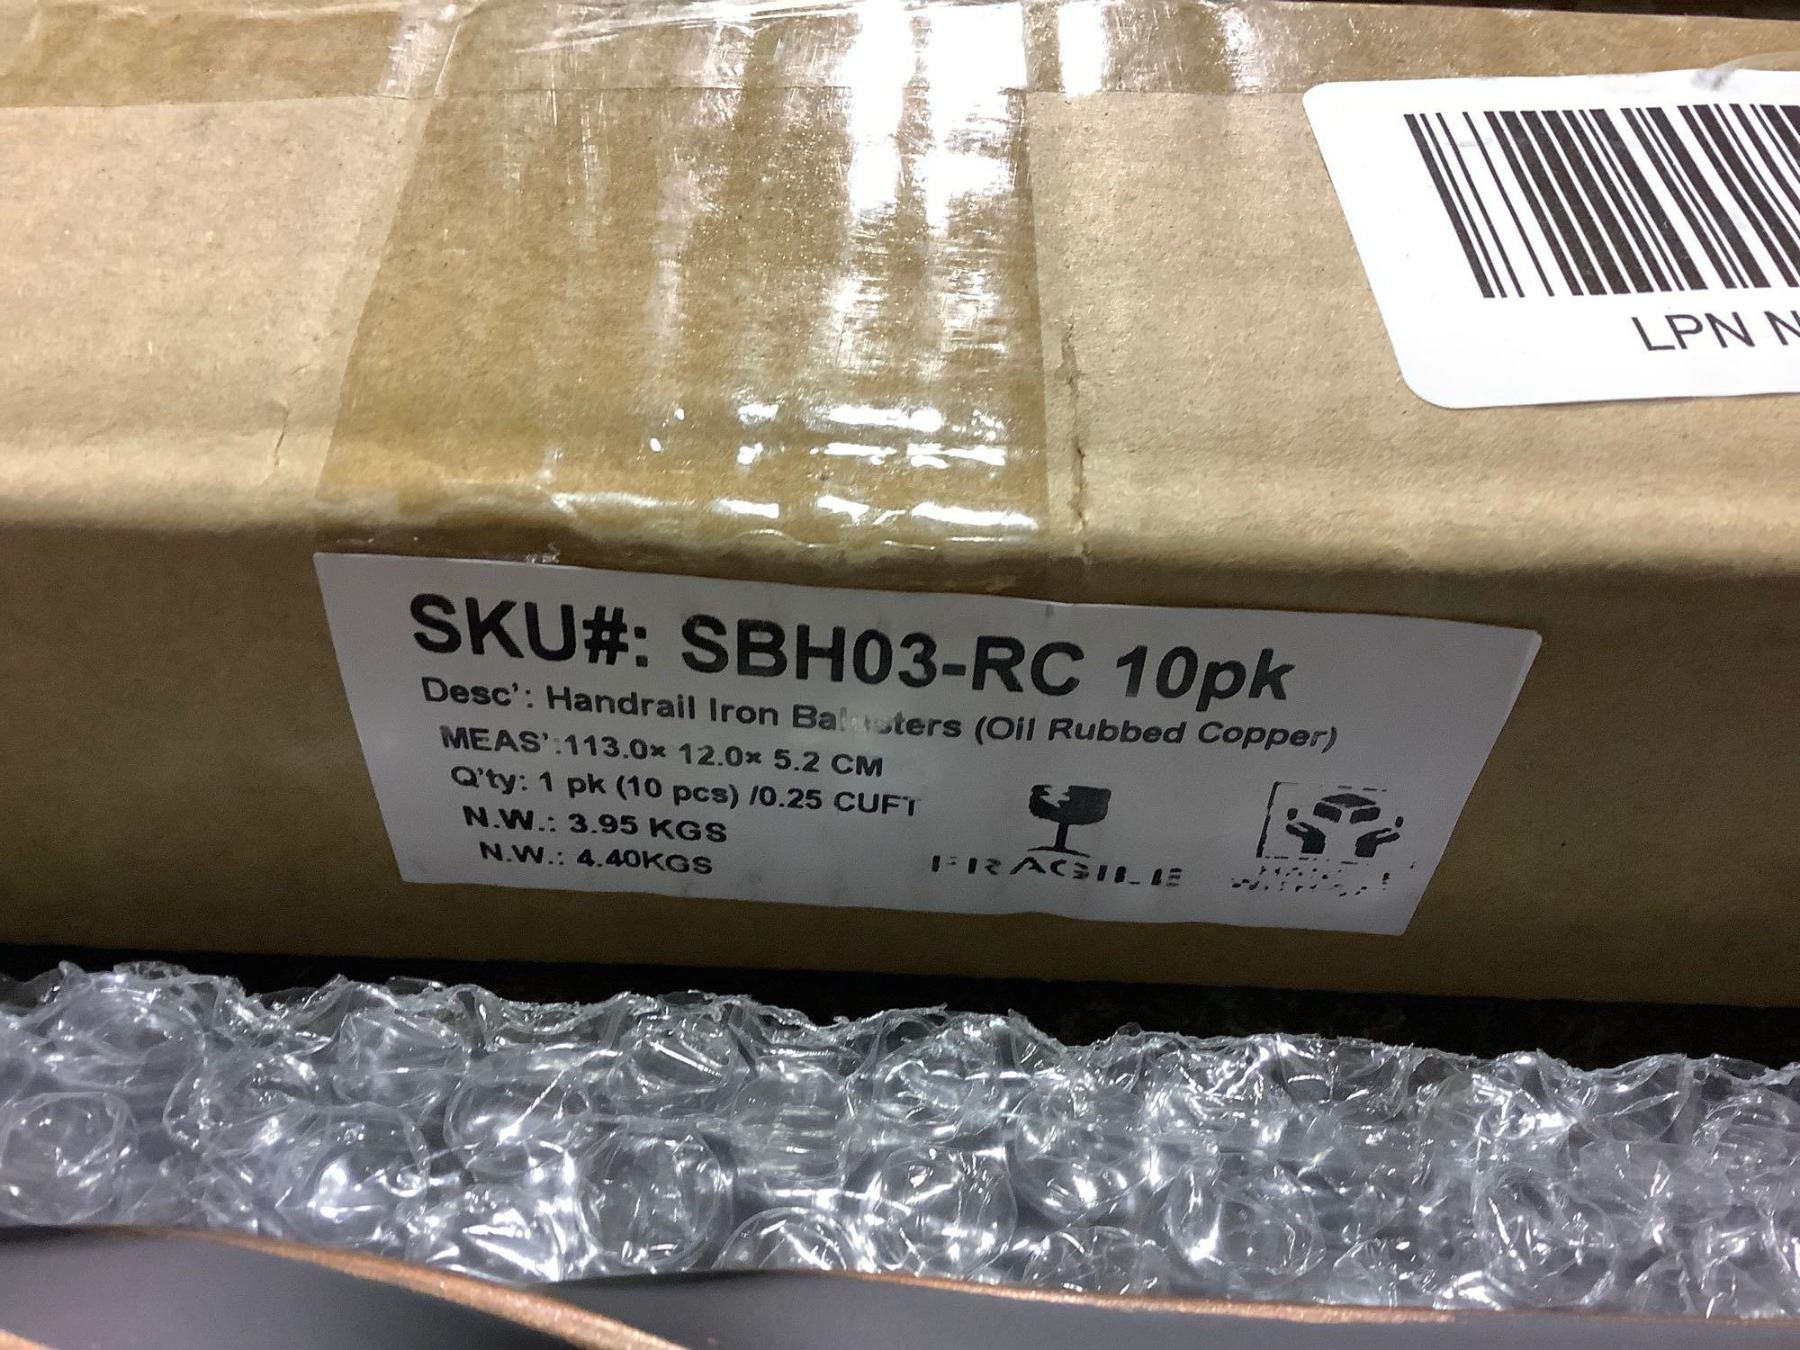 LPN N
SKU#: SBH03-RC 10pk
Desc': Handrail Iron Balusters (Oil Rubbed Copper)
MEAS':113.0× 12.0× 5.2 CM
Q'ty: 1 pk (10 pcs) /0.25 CUFT
N.W.: 3.95 KGS
N.W.: 4.40KGS
FRAGILE